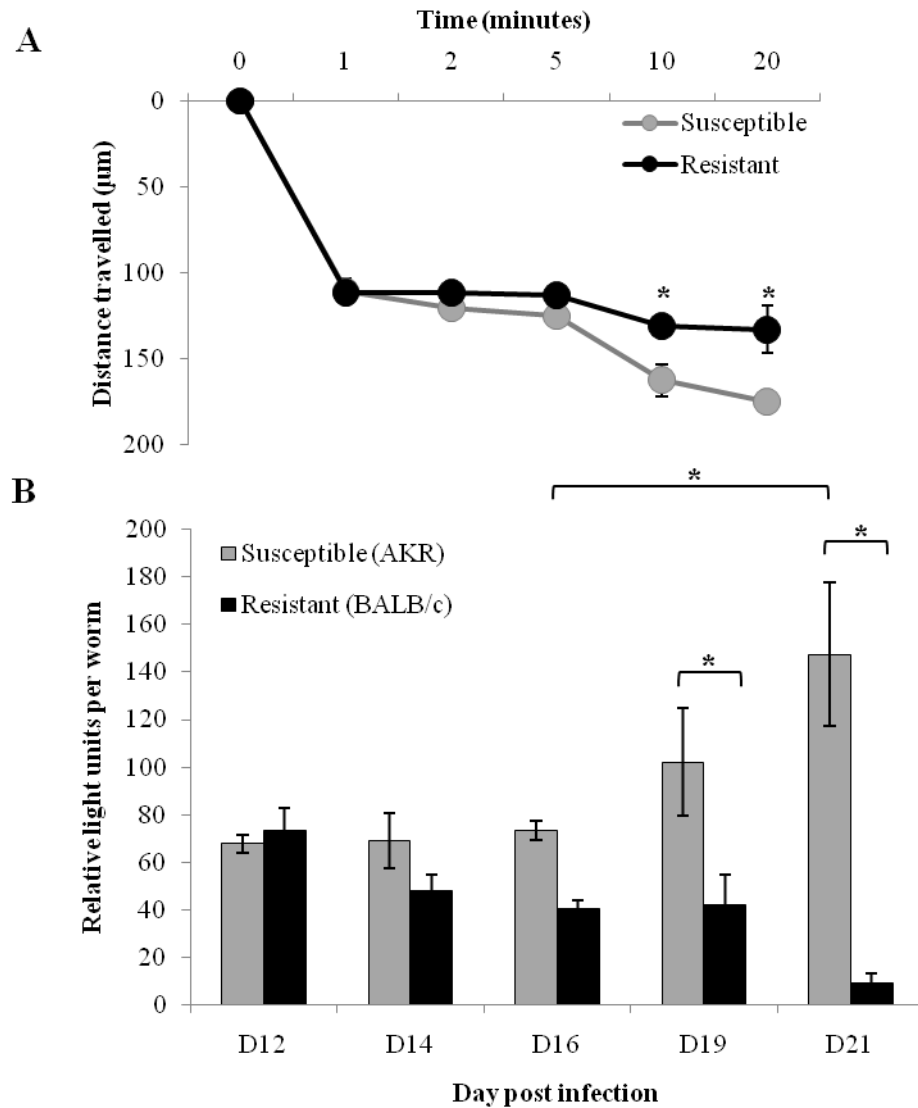 A
Time (minutes)
0 1 2 5 10 20
0
50
100
150
200
Distance travelled (µm)
Susceptible
Resistant
* *
B
*
200
180
160
140
120
100
80
60
40
20
0
Relative light units per worm
Susceptible (AKR)
Resistant (BALB/c)
*
*
D12 D14 D16 D19 D21
Day post infection